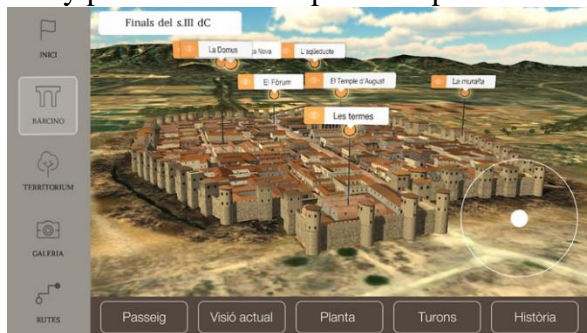 Finals del s.III dC
INICI
BÀRCINO
TERRITORIUM
GALERIA
RUTES
La Domus
Nova
L'aqüeducte
El Fòrum
El Temple d'August
La muralla
Les termes
Passeig
Visió actual
Planta
Turons
Història